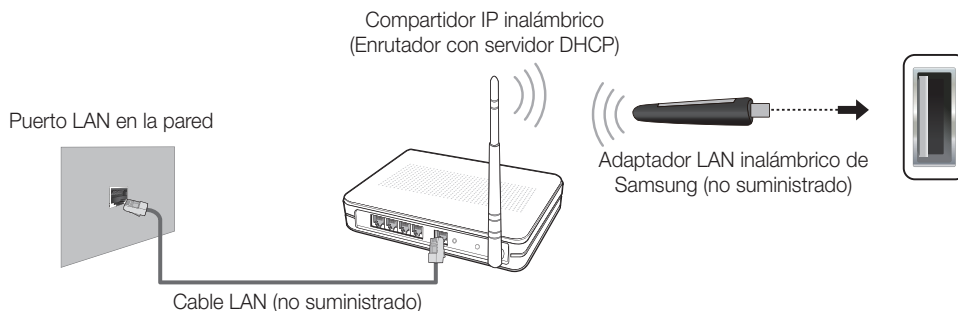 Compartidor IP inalámbrico
(Enrutador con servidor DHCP)
Puerto LAN en la pared
Adaptador LAN inalámbrico de
Samsung (no suministrado)
Cable LAN (no suministrado)